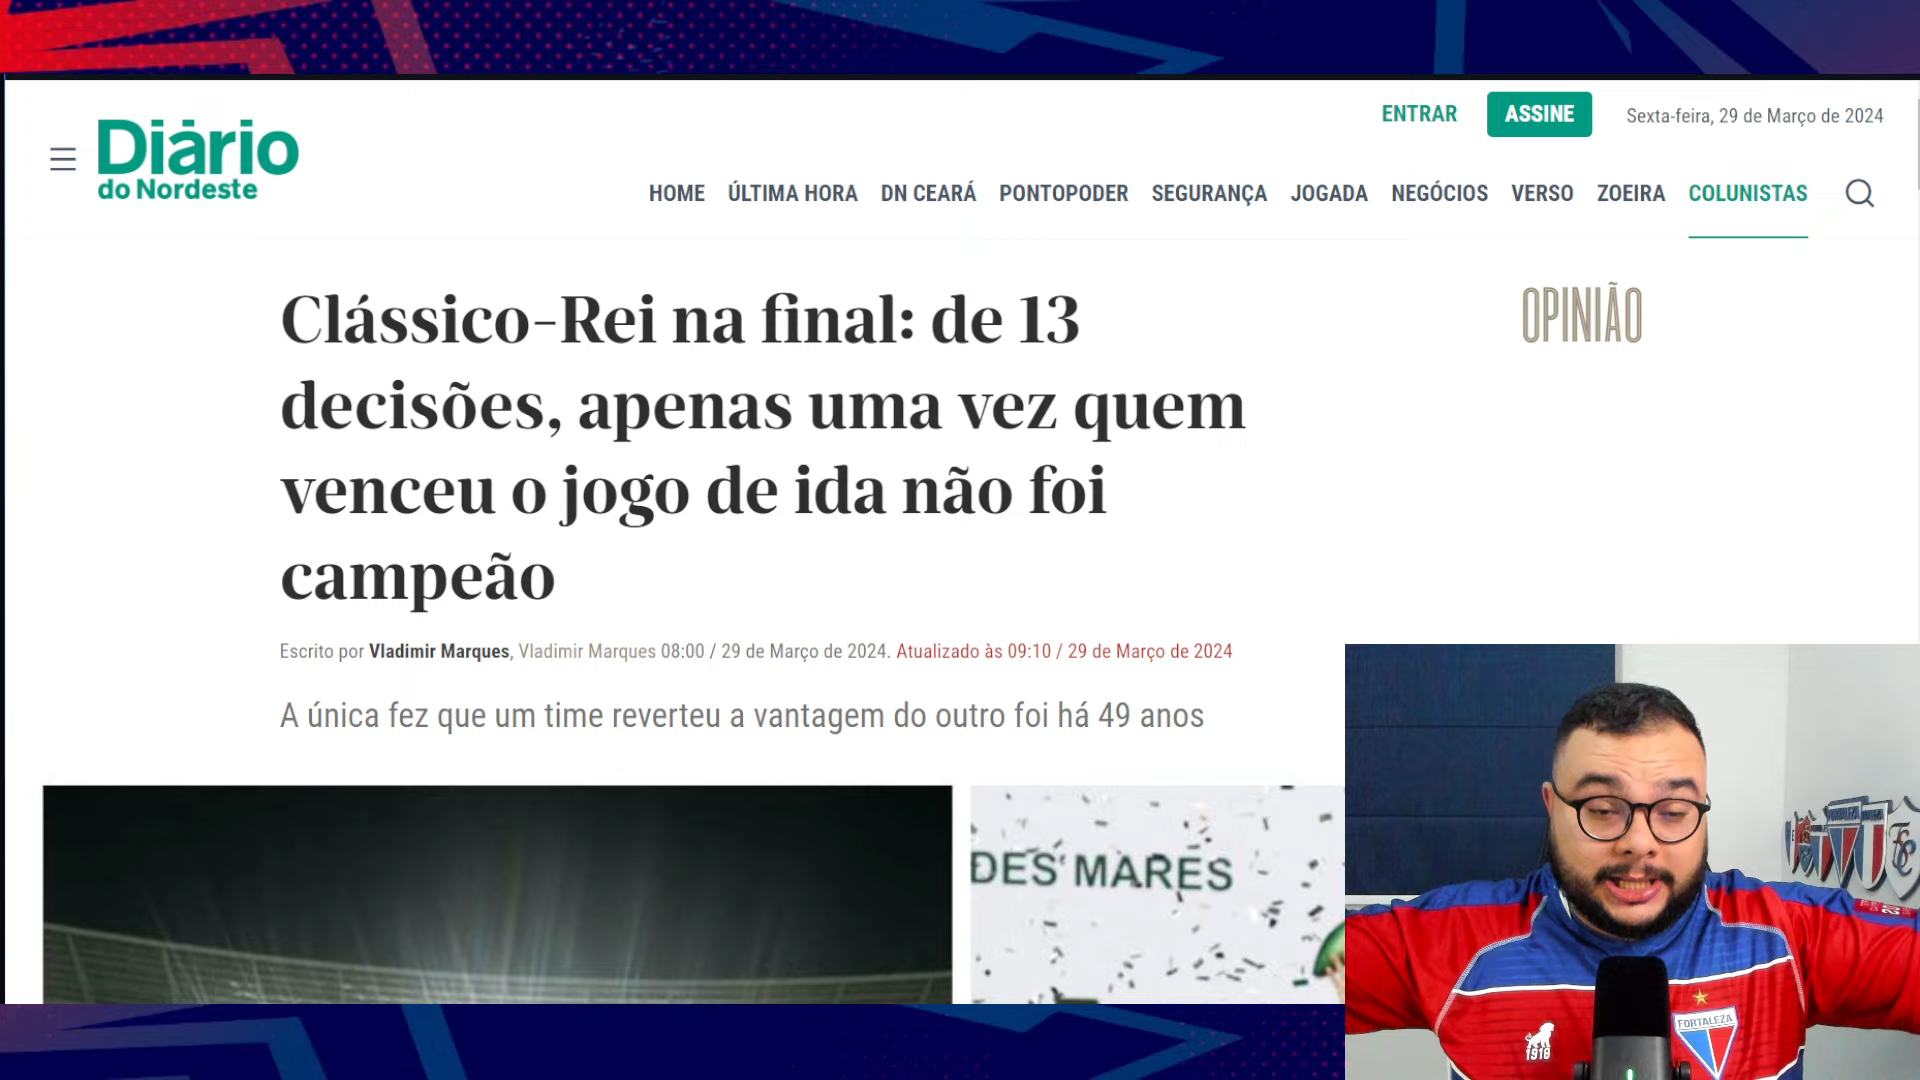 ENTRAR
ASSINE
Sexta-feira, 29 de Março de 2024
Diário
do Nordeste
HOME ÚLTIMA HORA DN CEARÁ PONTOPODER SEGURANÇA JOGADA NEGÓCIOS VERSO ZOEIRA COLUNISTAS
Clássico-Rei na final: de 13
decisões, apenas uma vez quem
venceu o jogo de ida não foi
campeão
OPINIÃO
Escrito por Vladimir Marques, Vladimir Marques 08:00 / 29 de Março de 2024. Atualizado às 09:10 / 29 de Março de 2024
A única fez que um time reverteu a vantagem do outro foi há 49 anos
DES MARES
FORTALEZA
1918